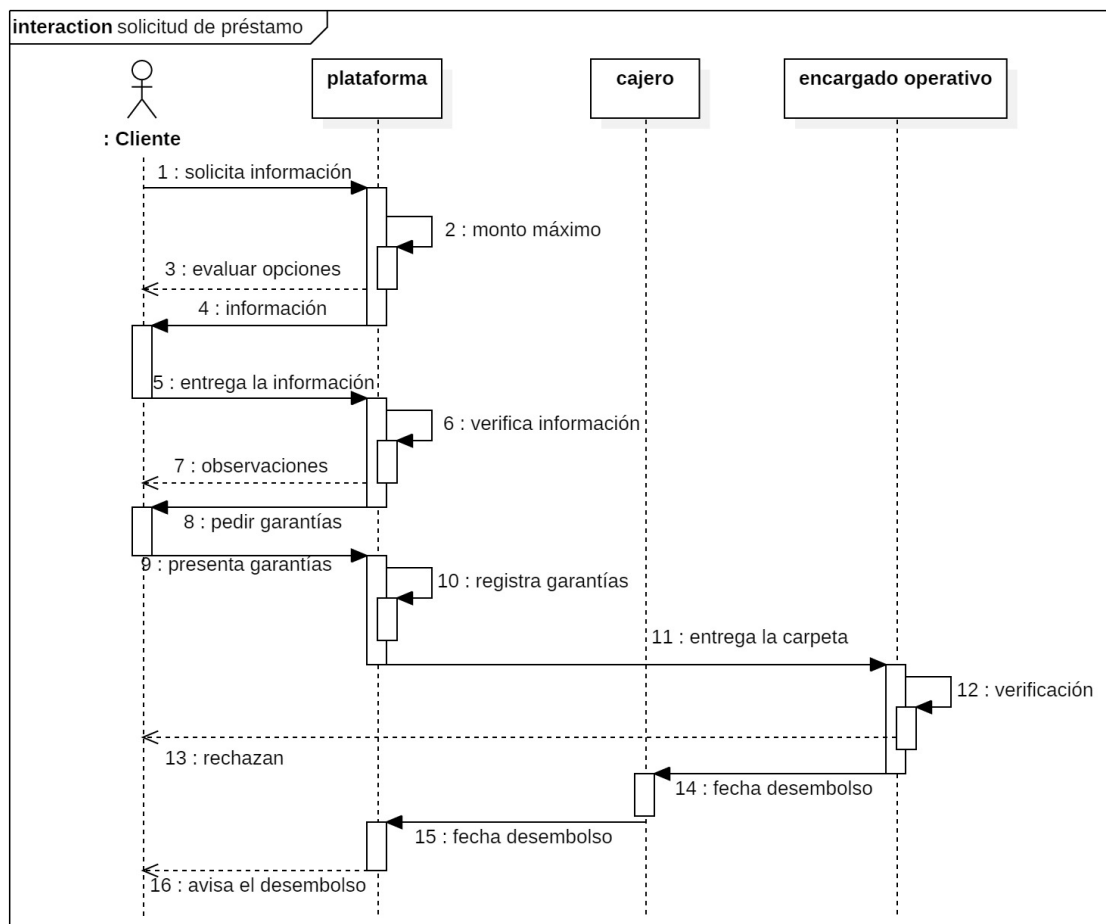 interaction solicitud de préstamo
plataforma
cajero
encargado operativo
: Cliente
1 : solicita información
2 : monto máximo
3 : evaluar opciones
4 : información
5 : entrega la información
6 : verifica información
7 : observaciones
8 : pedir garantías
9 : presenta garantías
10 : registra garantías
11 : entrega la carpeta
12 : verificación
13 : rechazan
14 : fecha desembolso
15 : fecha desembolso
16 : avisa el desembolso